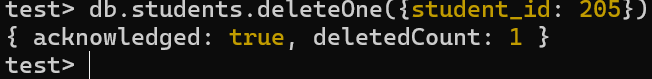 test> db.students.deleteOne({student_id: 205})
{ acknowledged: true, deletedCount: 1 }
test>